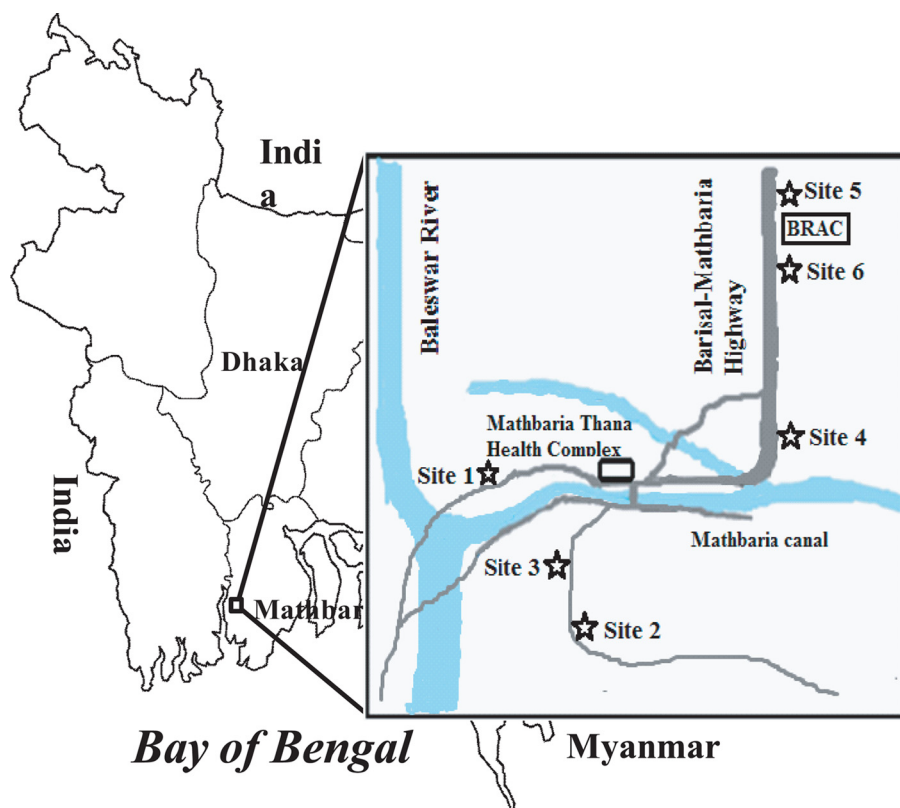 Indi
a
Dhaka
India
Mathbar
Bay of Bengal
Myanmar
Baleswar River
Barisal-Mathbaria
Highway
Site 5
BRAC
Site 6
Mathbaria Thana
Health Complex
Site 4
Site 1
Mathbaria canal
Site 3
Site 2